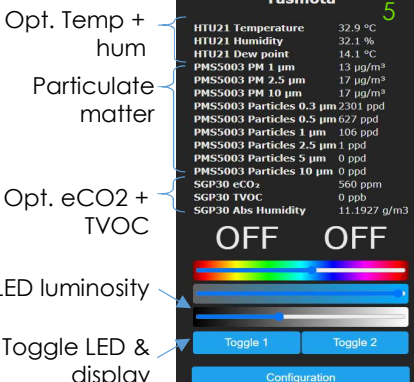 Tasmota
5
Opt. Temp +
hum
HTU21 Temperature 32.9 °C
HTU21 Humidity 32.1 %
HTU21 Dew point 14.1 °C
Particulate
matter
PMS5003 PM 1 µm 13 µg/m³
PMS5003 PM 2.5 µm 17 µg/m³
PMS5003 PM 10 µm 17 µg/m³
PMS5003 Particles 0.3 µm 2301 ppd
PMS5003 Particles 0.5 µm 627 ppd
PMS5003 Particles 1 µm 106 ppd
PMS5003 Particles 2.5 µm 1 ppd
PMS5003 Particles 5 µm 0 ppd
PMS5003 Particles 10 µm 0 ppd
Opt. eCO2 +
TVOC
SGP30 eCO₂ 560 ppm
SGP30 TVOC 0 ppb
SGP30 Abs Humidity 11.1927 g/m3
OFF OFF
LED luminosity
Toggle LED &
display
Toggle 1 Toggle 2
Configuration